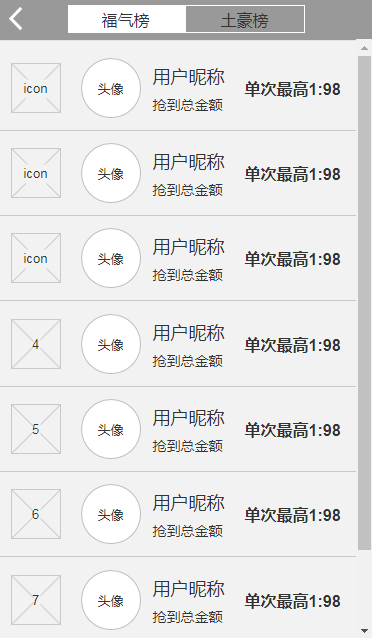 福气榜 土豪榜
icon 头像 用户昵称 单次最高1:98
抢到总金额
icon 头像 用户昵称 单次最高1:98
抢到总金额
icon 头像 用户昵称 单次最高1:98
抢到总金额
4 头像 用户昵称 单次最高1:98
抢到总金额
5 头像 用户昵称 单次最高1:98
抢到总金额
6 头像 用户昵称 单次最高1:98
抢到总金额
7 头像 用户昵称 单次最高1:98
抢到总金额